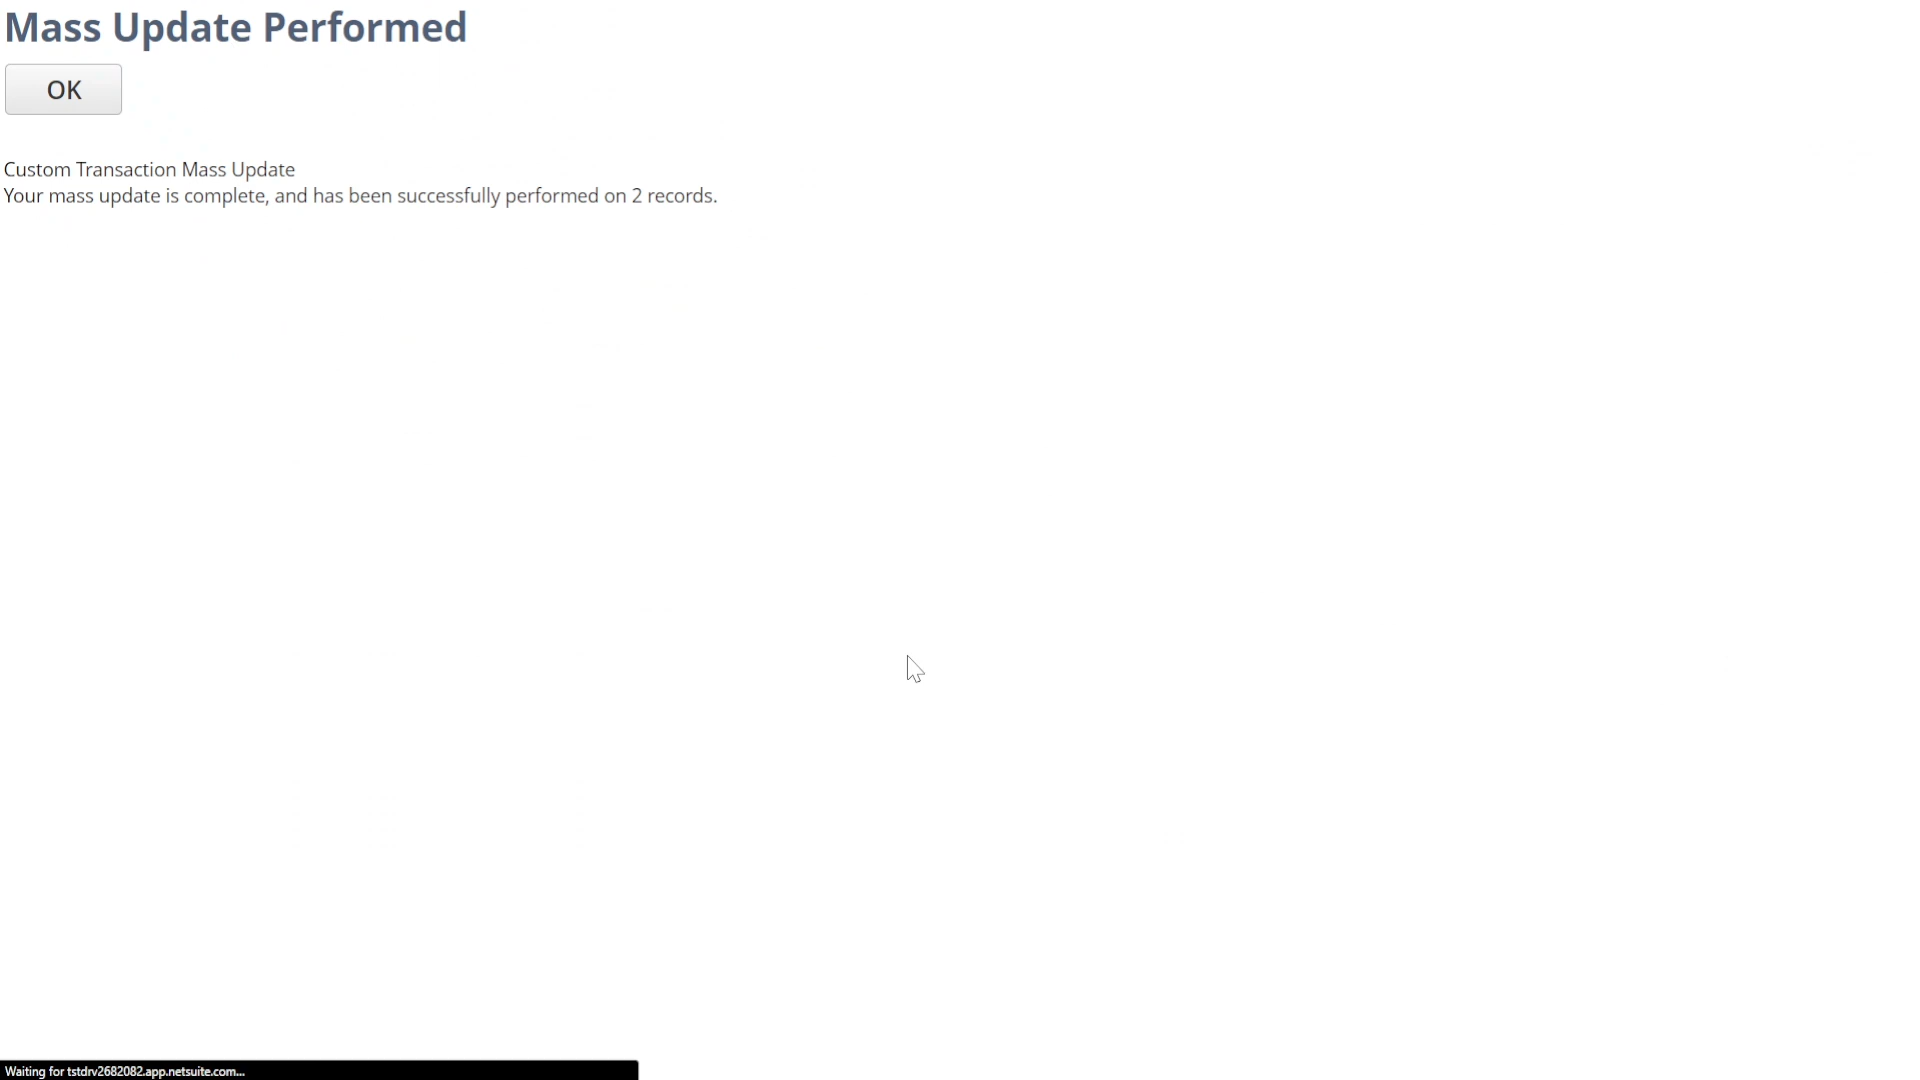 Mass Update Performed
OK
Custom Transaction Mass Update
Your mass update is complete, and has been successfully performed on 2 records.
Waiting for tstdrv2682082.app.netsuite.com...